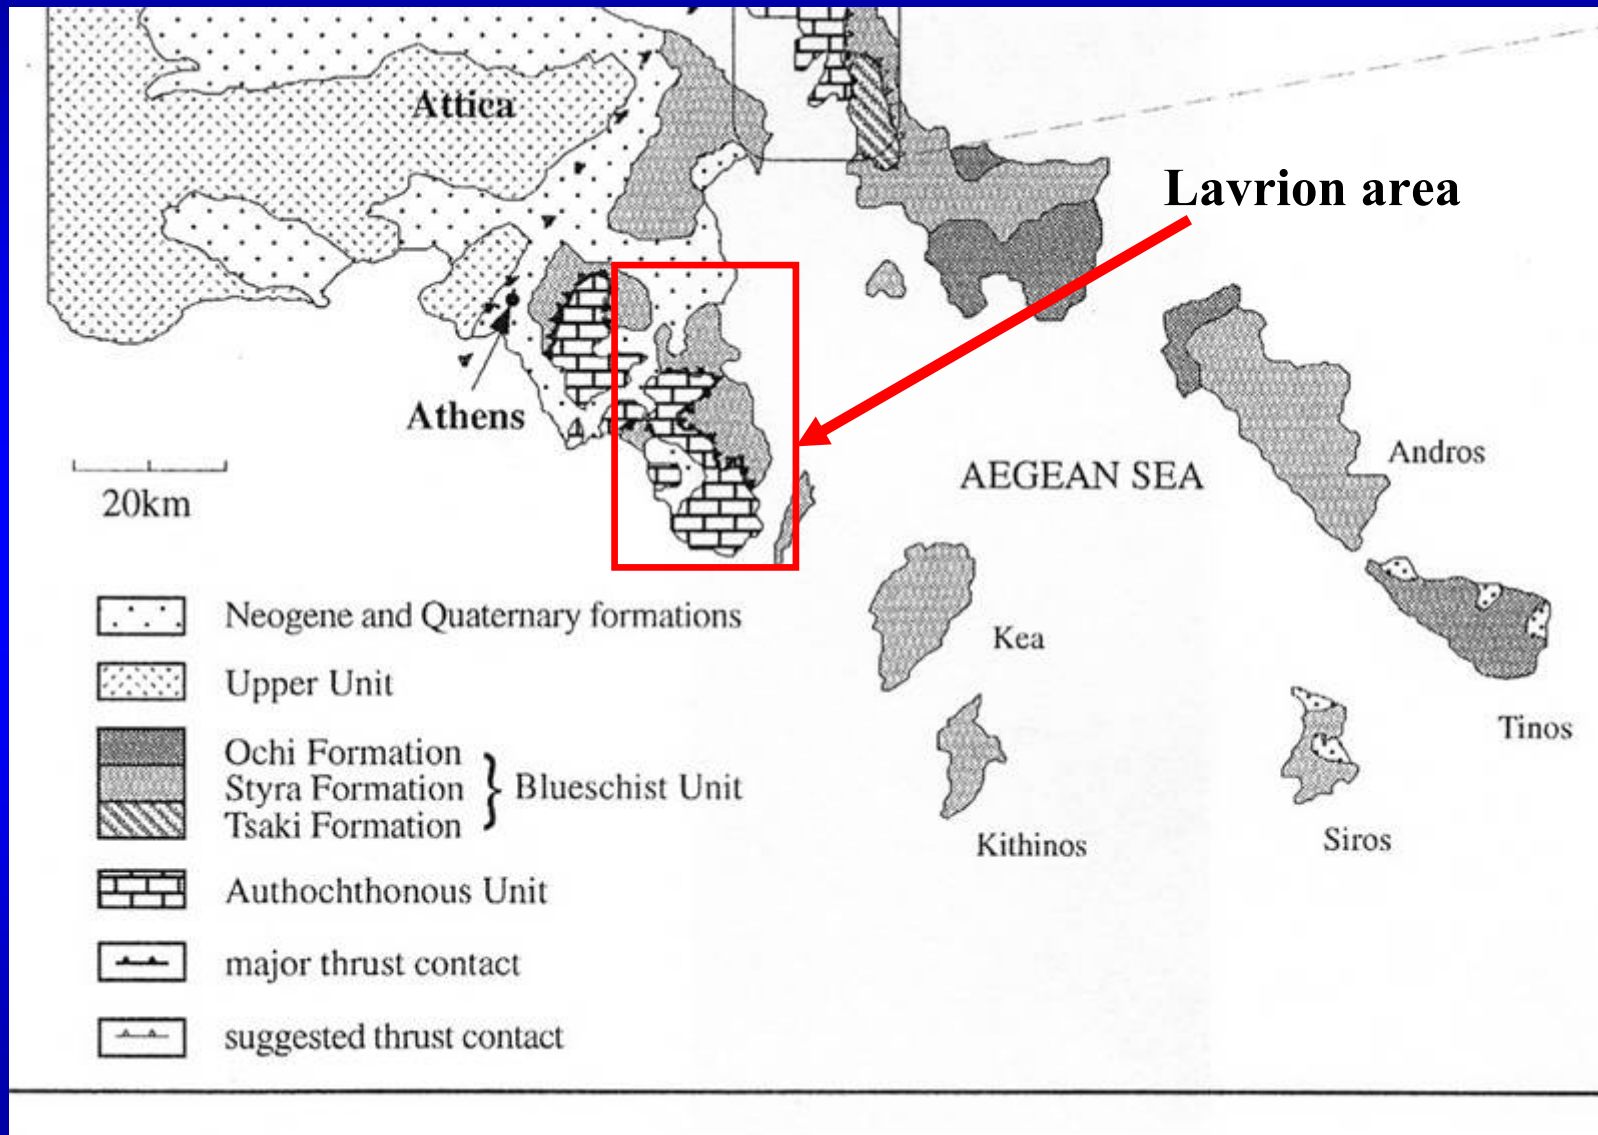 Attica
Lavrion area
Athens
Andros
AEGEAN SEA
20km
Neogene and Quaternary formations
Kea
Upper Unit
Tinos
Ochi Formation
Styra Formation } Blueschist Unit
Tsaki Formation
Kithinos
Siros
Authochthonous Unit
major thrust contact
suggested thrust contact